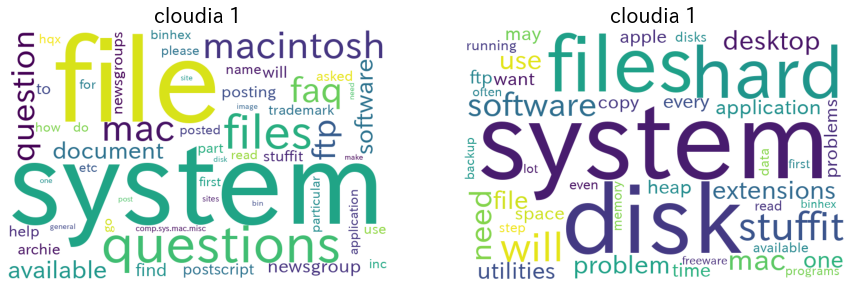 cloudia 1
hqx
binhex
please
macintosh
question
file
newsgroups
name
will
asked
site
need
to
for
posting
faq
software
image
trademark
how
do
mac
posted
files
ftp
document
part
read
stuffit
disk
make
etc
first
system
one
post
sites
bin
particular
application
general
go
comp.sys.mac.misc
use
help
archie
questions
available
find
postscript
newsgroup
inc
cloudia 1
may
apple
disks
desktop
running
use
files
hard
ftp
want
often
software
copy
every
application
problems
system
backup
lot
data
first
even
memory
heap
extensions
need
file
space
disk
read
binhex
step
stuffit
will
available
freeware
utilities
problem
time
mac
one
programs